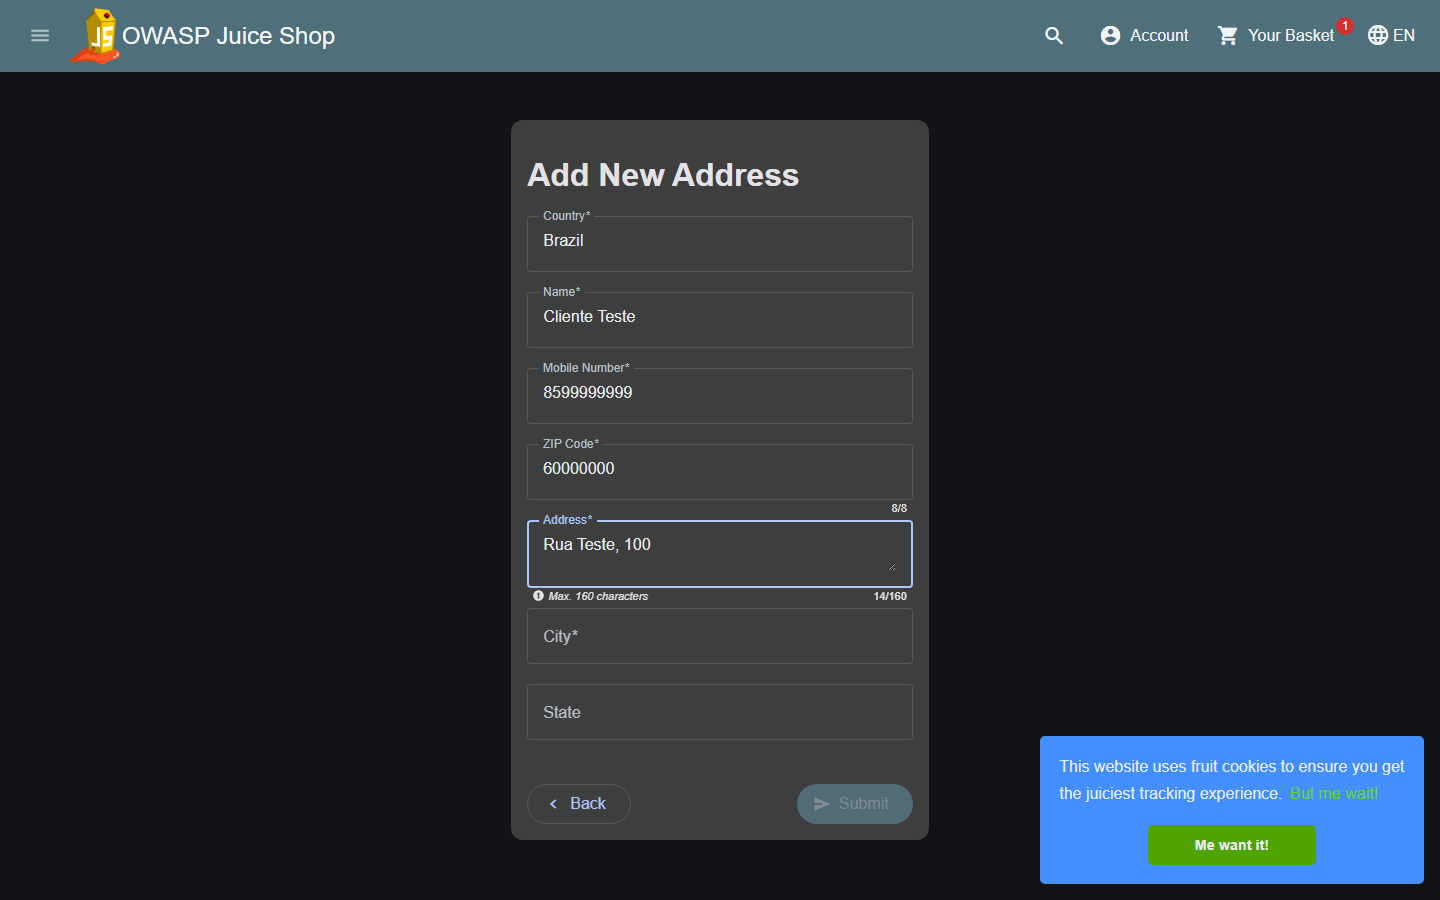 OWASP Juice Shop
Account
Your Basket
1
EN
Add New Address
Country*
Brazil
Name*
Cliente Teste
Mobile Number*
8599999999
ZIP Code*
60000000
8/8
Address*
Rua Teste, 100
Max. 160 characters
14/160
City*
State
Back
Submit
This website uses fruit cookies to ensure you get
the juiciest tracking experience. But me wait!
Me want it!